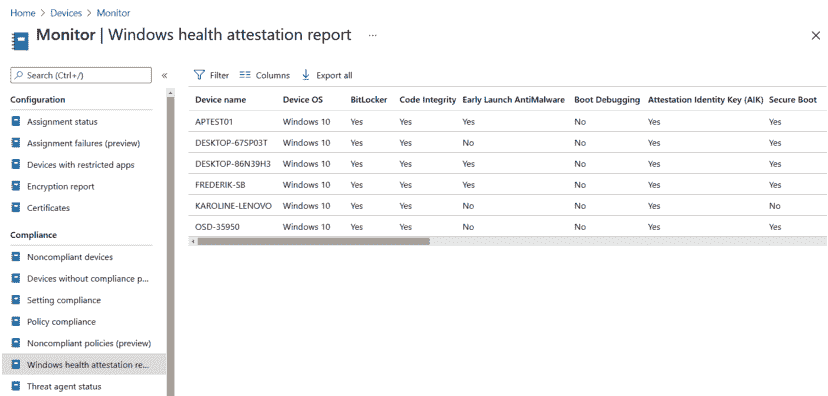 Home > Devices > Monitor
Monitor | Windows health attestation report ...
Search (Ctrl+/)
«
Filter Columns Export all
Configuration
Assignment status
Assignment failures (preview)
Devices with restricted apps
Encryption report
Certificates
Compliance
Noncompliant devices
Devices without compliance p...
Setting compliance
Policy compliance
Noncompliant policies (preview)
Windows health attestation re...
Threat agent status
Device name Device OS BitLocker Code Integrity Early Launch AntiMalware Boot Debugging Attestation Identity Key (AIK) Secure Boot
APTEST01 Windows 10 Yes Yes Yes No Yes Yes
DESKTOP-67SP03T Windows 10 Yes Yes No No Yes Yes
DESKTOP-86N39H3 Windows 10 Yes Yes Yes No Yes Yes
FREDERIK-SB Windows 10 Yes Yes Yes No Yes Yes
KAROLINE-LENOVO Windows 10 Yes Yes No No Yes No
OSD-35950 Windows 10 Yes Yes No No Yes Yes